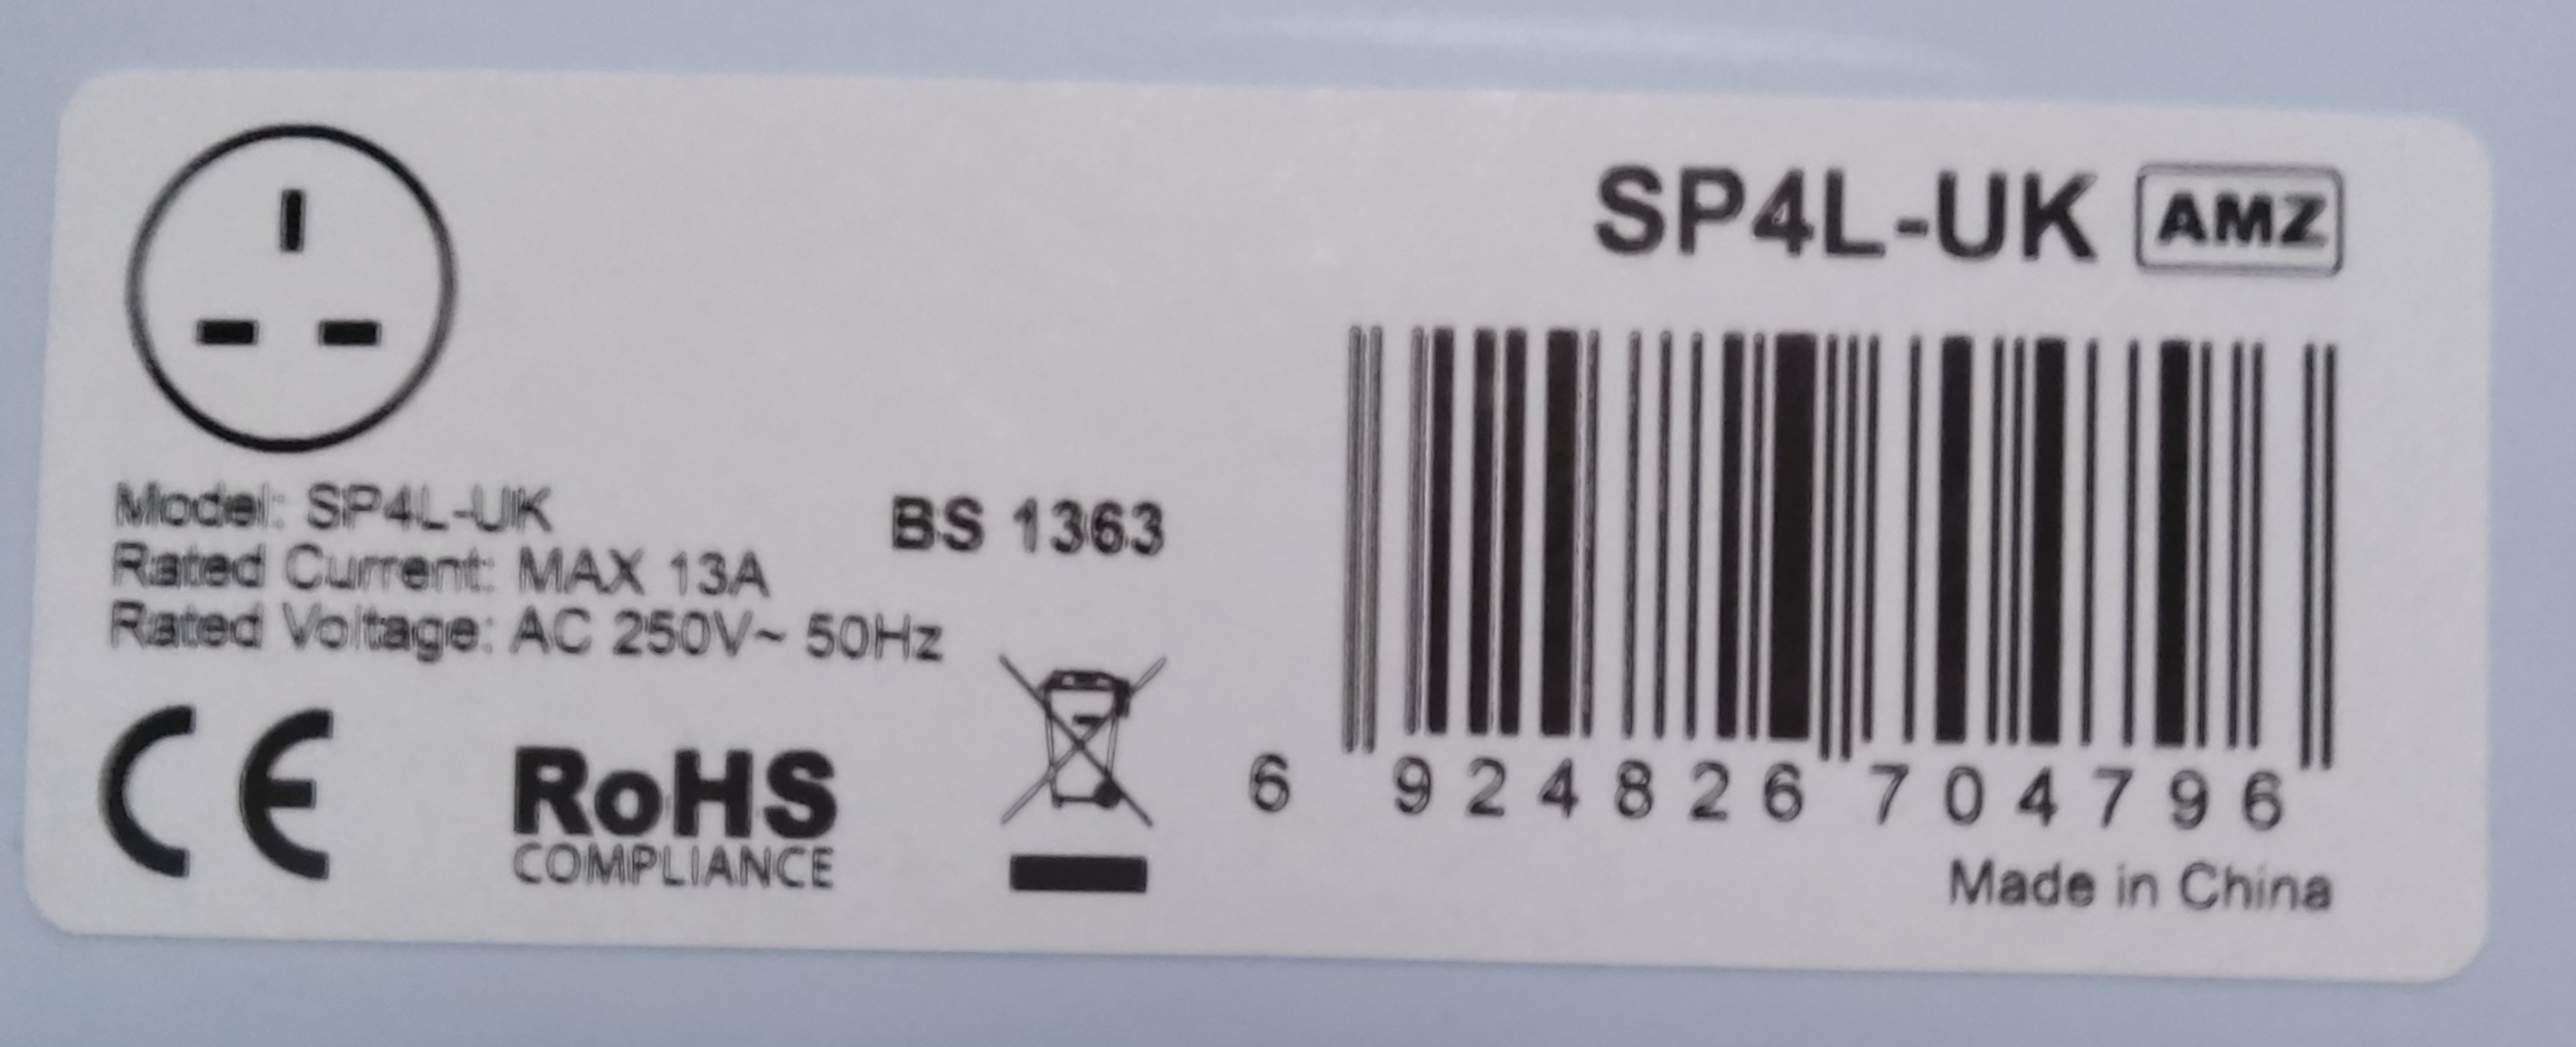 SP4L-UK AMZ
Model: SP4L-UK
Rated Current: MAX 13A
Rated Voltage: AC 250V~ 50Hz
BS 1363
CE
RoHS
COMPLIANCE
6 924826 704796
Made in China